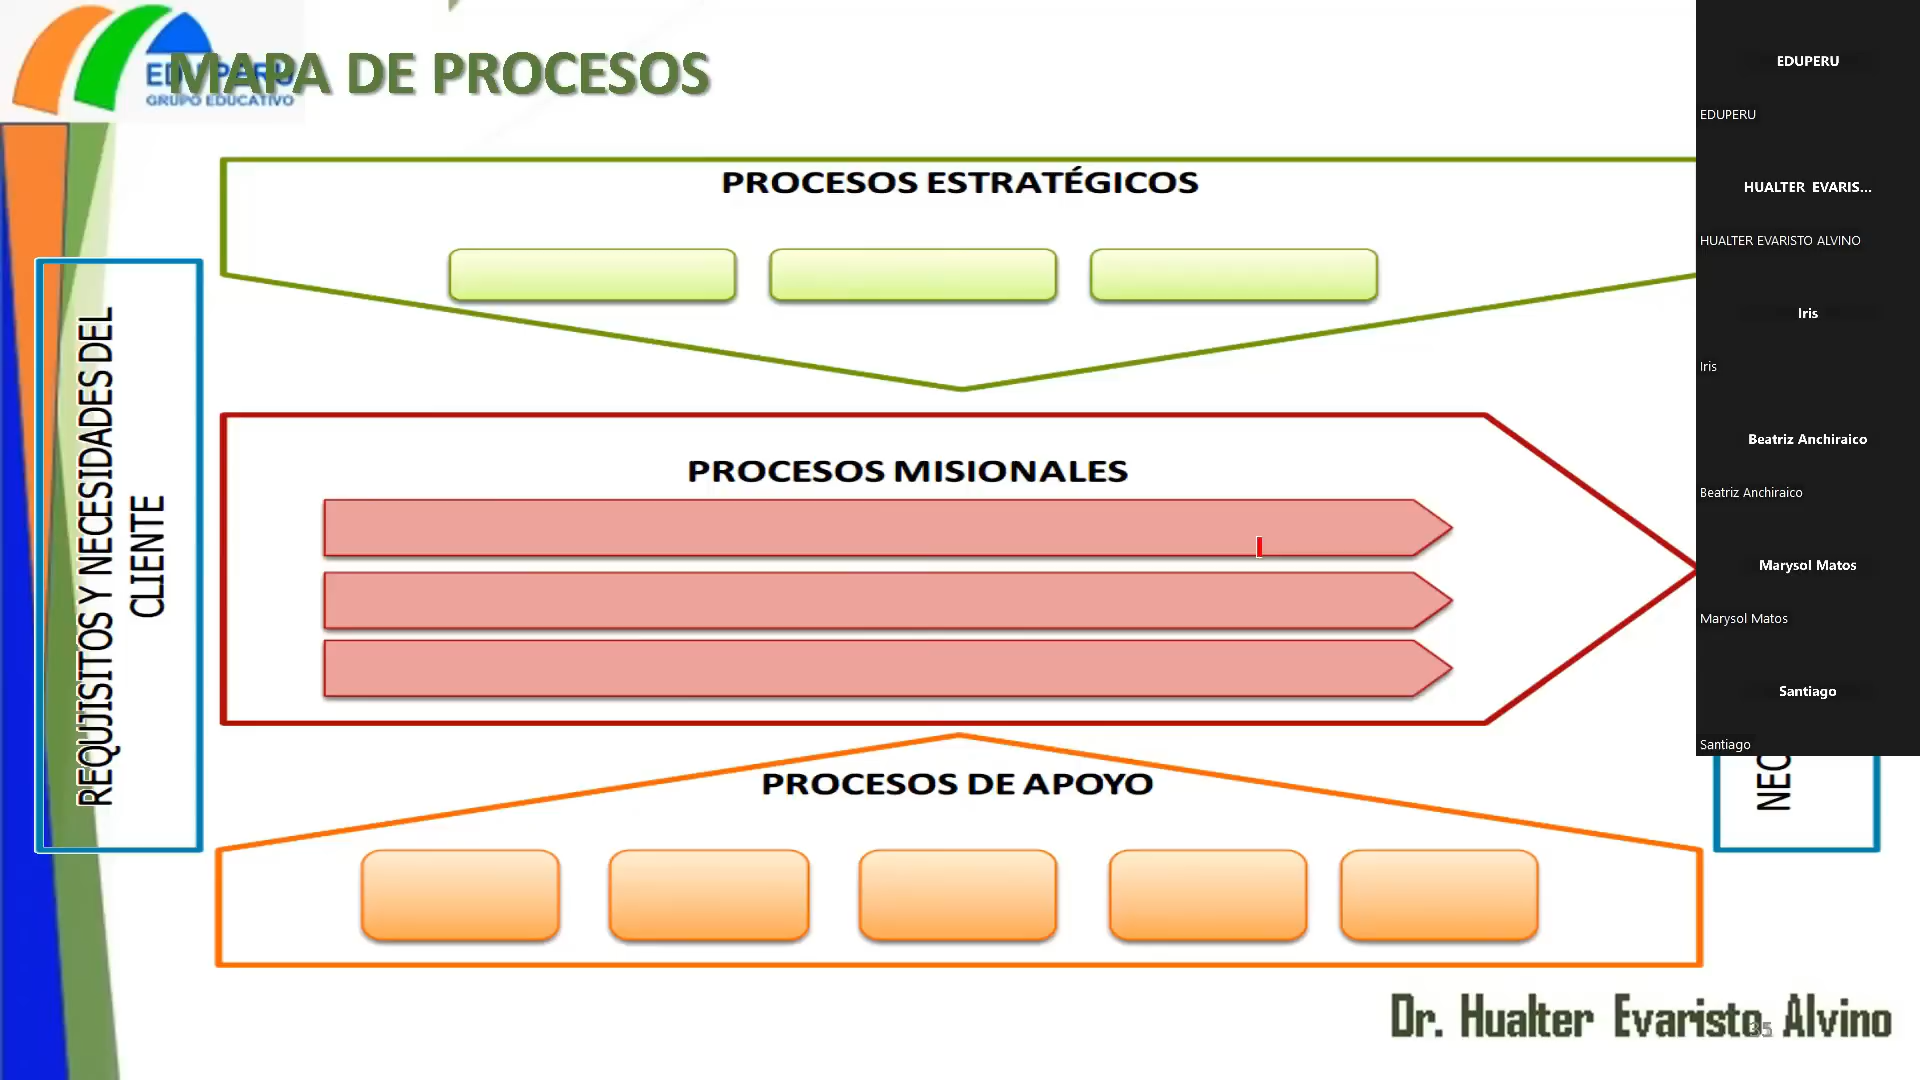 EDUPERU
GRUPO EDUCATIVO
MAPA DE PROCESOS
PROCESOS ESTRATÉGICOS
REQUISITOS Y NECESIDADES DEL
CLIENTE
PROCESOS MISIONALES
PROCESOS DE APOYO
NEC
Dr. Hualter Evaristo Alvino
35
EDUPERU
EDUPERU
HUALTER EVARIS...
HUALTER EVARISTO ALVINO
Iris
Iris
Beatriz Anchiraico
Beatriz Anchiraico
Marysol Matos
Marysol Matos
Santiago
Santiago